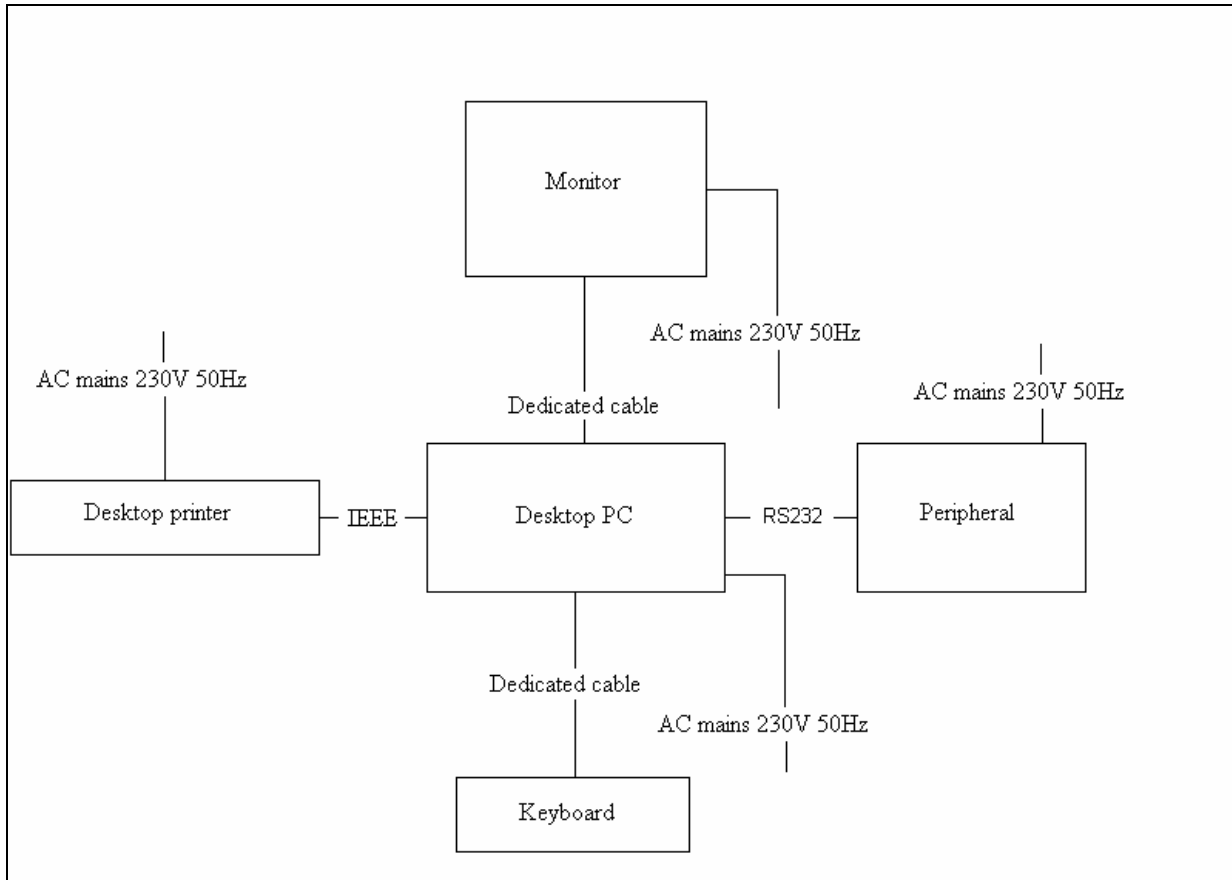 Monitor
AC mains 230V 50Hz
AC mains 230V 50Hz
AC mains 230V 50Hz
Dedicated cable
Desktop printer
IEEE
Desktop PC
RS232
Peripheral
Dedicated cable
AC mains 230V 50Hz
Keyboard